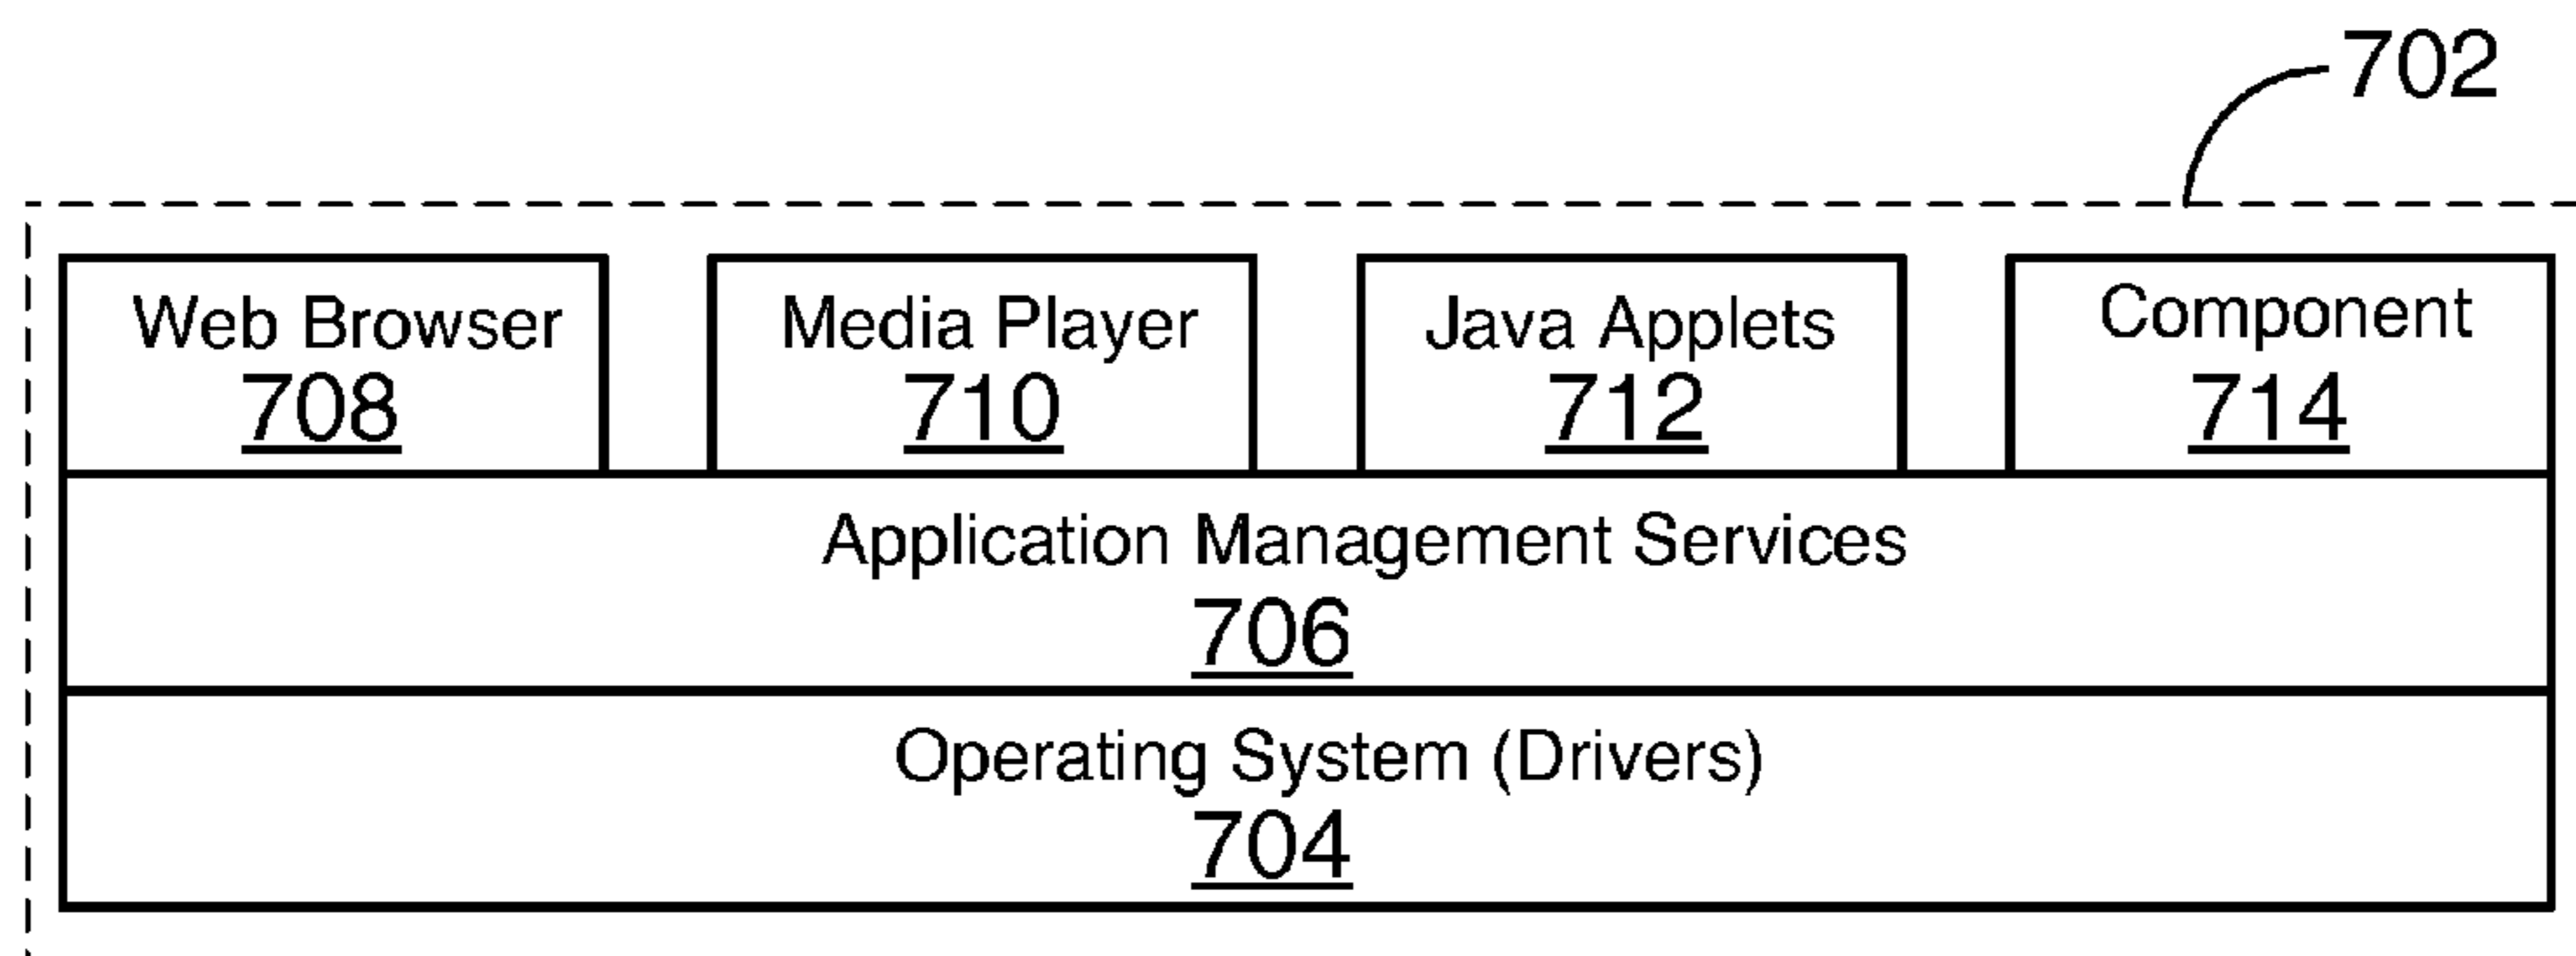 702
Web Browser
708
Media Player
710
Java Applets
712
Component
714
Application Management Services
706
Operating System (Drivers)
704